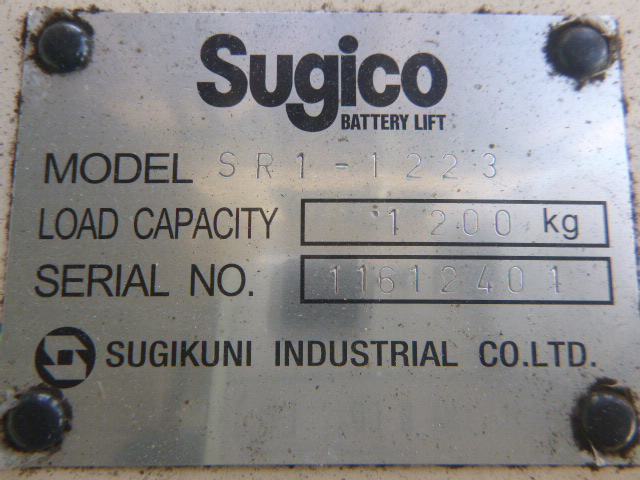 Sugico
BATTERY LIFT
MODEL SR1-1223
LOAD CAPACITY 1200 kg
SERIAL NO. 11612401
SUGIKUNI INDUSTRIAL CO.LTD.